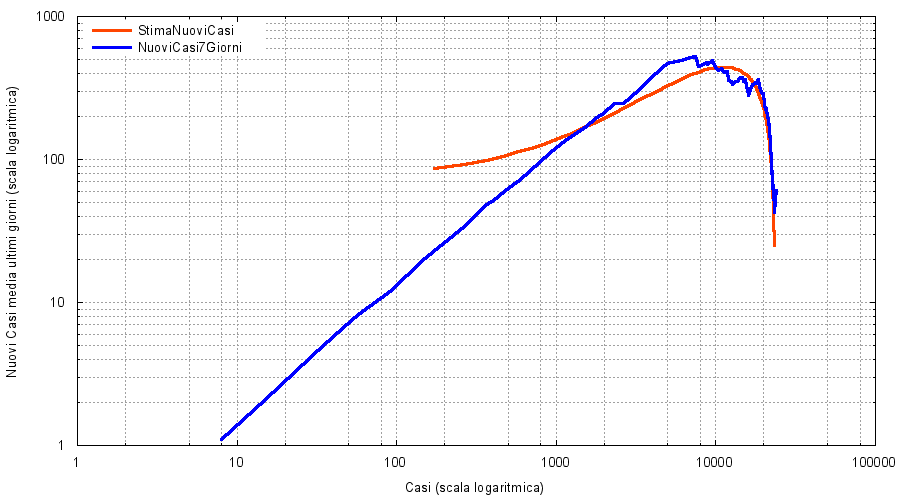 1000
StimaNuoviCasi
NuoviCasi7Giorni
100
10
1
Nuovi Casi media ultimi giorni (scala logaritmica)
1 10 100 1000 10000 100000
Casi (scala logaritmica)